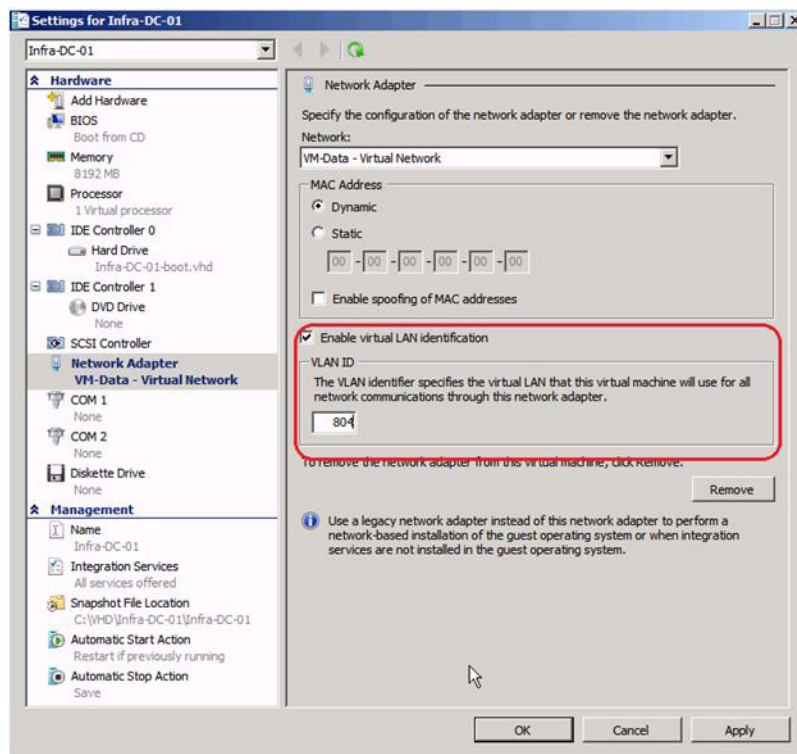 Settings for Infra-DC-01
Infra-DC-01
Hardware
Add Hardware
BIOS
Boot from CD
Memory
8192 MB
Processor
1 Virtual processor
IDE Controller 0
Hard Drive
Infra-DC-01-boot.vhd
IDE Controller 1
DVD Drive
None
SCSI Controller
Network Adapter
VM-Data - Virtual Network
COM 1
None
COM 2
None
Diskette Drive
None
Management
Name
Infra-DC-01
Integration Services
All services offered
Snapshot File Location
C:\VHD\Infra-DC-01\Infra-DC-01
Automatic Start Action
Restart if previously running
Automatic Stop Action
Save
Network Adapter
Specify the configuration of the network adapter or remove the network adapter.
Network:
VM-Data - Virtual Network
MAC Address
Dynamic
Static
00 - 00 - 00 - 00 - 00 - 00
Enable spoofing of MAC addresses
Enable virtual LAN identification
VLAN ID
The VLAN identifier specifies the virtual LAN that this virtual machine will use for all
network communications through this network adapter.
804
To remove the network adapter from this virtual machine, click Remove.
Remove
Use a legacy network adapter instead of this network adapter to perform a
network-based installation of the guest operating system or when integration
services are not installed in the guest operating system.
OK
Cancel
Apply